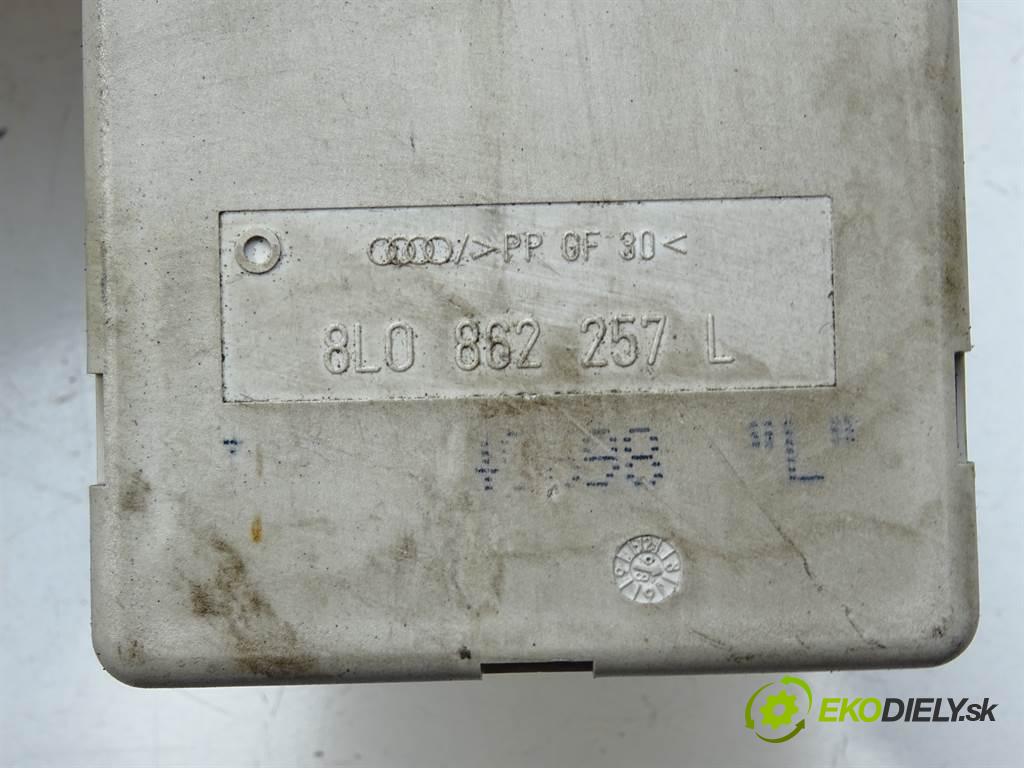 />PP GF 30<
8L0 862 257 L
"L"
EKODIELY.sk